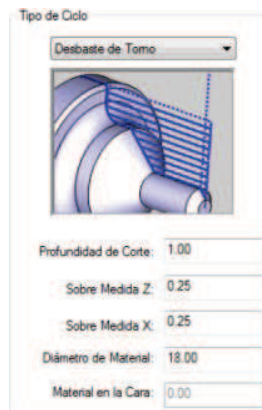 Tipo de Ciclo
Desbaste de Torno
Profundidad de Corte: 1.00
Sobre Medida Z: 0.25
Sobre Medida X: 0.25
Diámetro de Material: 18.00
Material en la Cara: 0.00